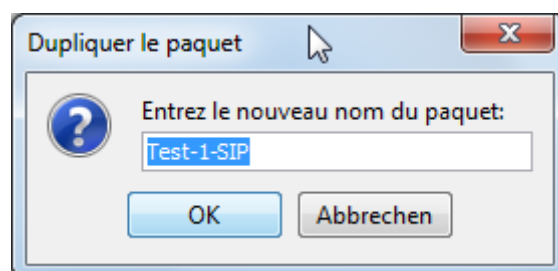 Dupliquer le paquet
Entrez le nouveau nom du paquet:
Test-1-SIP
OK
Abbrechen